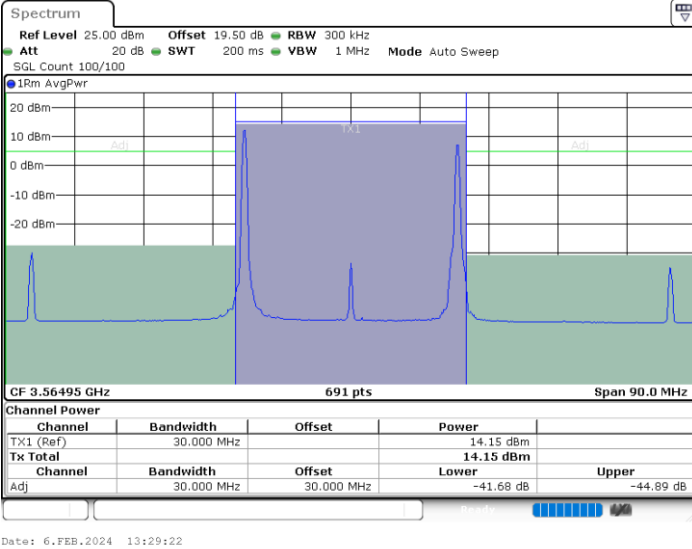 Spectrum
Ref Level 25.00 dBm Offset 19.50 dB RBW 300 kHz
Att 20 dB SWT 200 ms VBW 1 MHz Mode Auto Sweep
SGL Count 100/100
1Rm AvgPwr
20 dBm
TX1
10 dBm
Adj
Adj
0 dBm
-10 dBm
-20 dBm
CF 3.56495 GHz 691 pts Span 90.0 MHz
Channel Power
Channel Bandwidth Offset Power
TX1 (Ref) 30.000 MHz 14.15 dBm
Tx Total 14.15 dBm
Channel Bandwidth Offset Lower Upper
Adj 30.000 MHz 30.000 MHz -41.68 dB -44.89 dB
Ready
Date: 6.FEB.2024 13:29:22